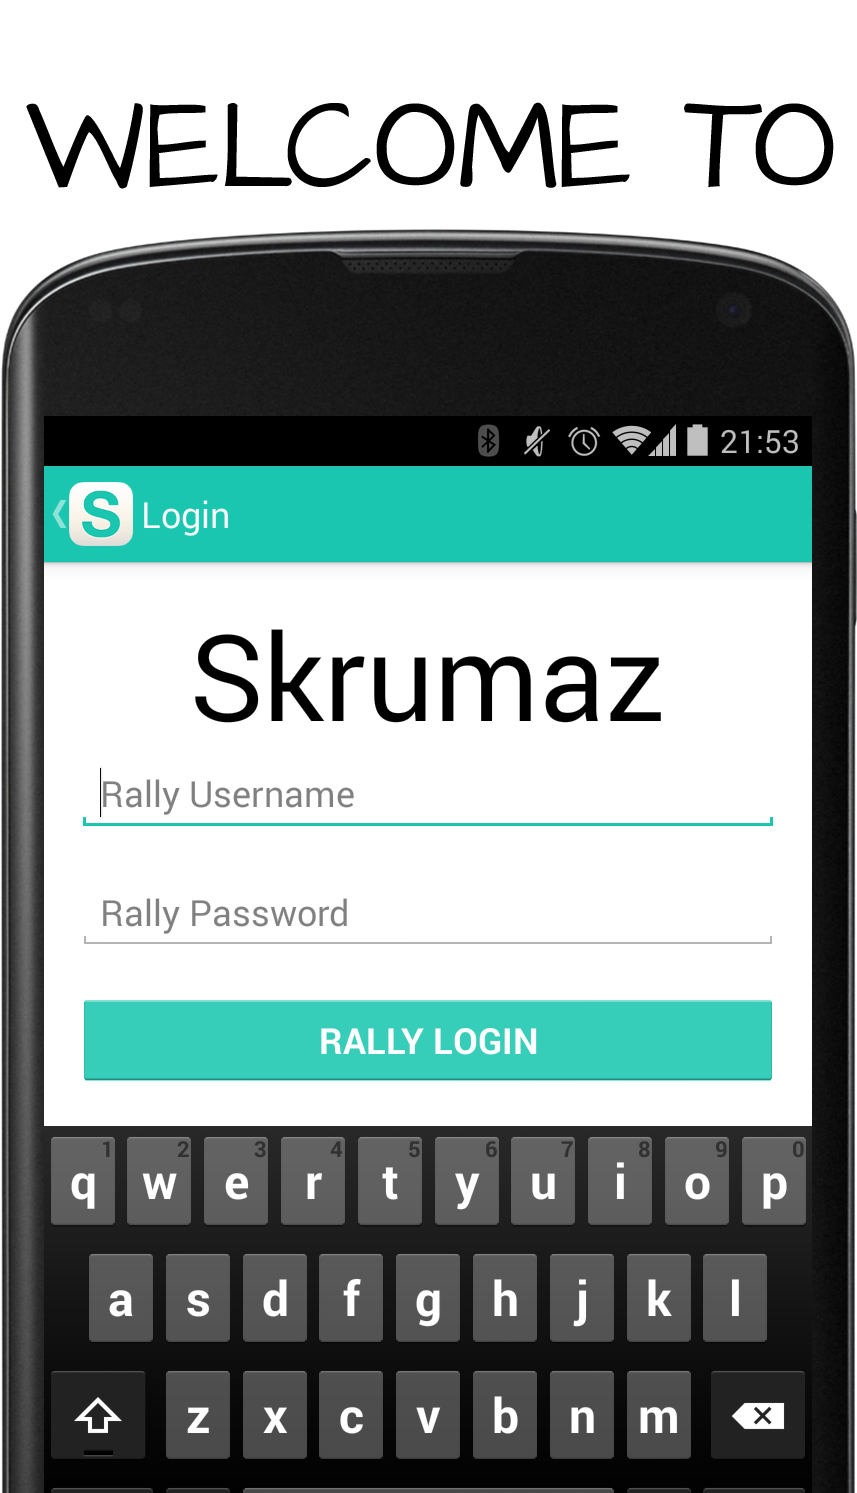 WELCOME TO
21:53
S Login
Skrumaz
Rally Username
Rally Password
RALLY LOGIN
1 2 3 4 5 6 7 8 9 0
q w e r t y u i o p
a s d f g h j k l
z x c v b n m